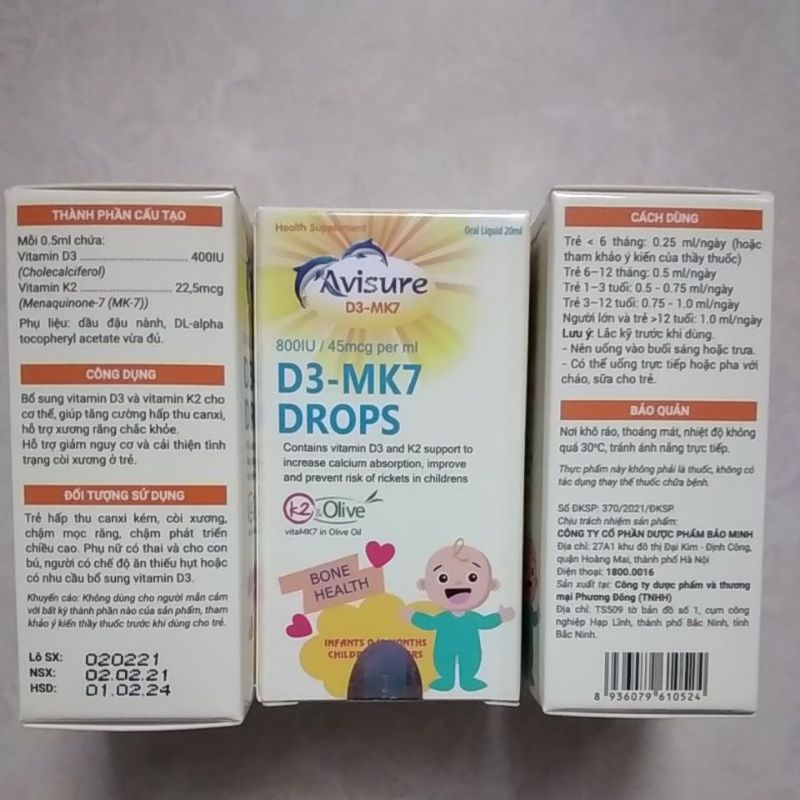 THÀNH PHẦN CẤU TẠO
Mỗi 0.5ml chứa:
Vitamin D3 ........................ 400IU
(Cholecalciferol)
Vitamin K2 ...................... 22,5mcg
(Menaquinone-7 (MK-7))
Phụ liệu: dầu đậu nành, DL-alpha
tocopheryl acetate vừa đủ.
CÔNG DỤNG
Bổ sung vitamin D3 và vitamin K2 cho
cơ thể, giúp tăng cường hấp thu canxi,
hỗ trợ xương răng chắc khỏe.
Hỗ trợ giảm nguy cơ và cải thiện tình
trạng còi xương ở trẻ.
ĐỐI TƯỢNG SỬ DỤNG
Trẻ hấp thu canxi kém, còi xương,
chậm mọc răng, chậm phát triển
chiều cao. Phụ nữ có thai và cho con
bú, người có chế độ ăn thiếu hụt hoặc
có nhu cầu bổ sung vitamin D3.
Khuyến cáo: Không dùng cho người mẫn cảm
với bất kỳ thành phần nào của sản phẩm, tham
khảo ý kiến thầy thuốc trước khi dùng cho trẻ.
Lô SX: 020221
NSX: 02.02.21
HSD: 01.02.24
Health Supplement
Oral Liquid 20ml
Avisure
D3-MK7
800IU / 45mcg per ml
D3-MK7
DROPS
Contains vitamin D3 and K2 support to
increase calcium absorption, improve
and prevent risk of rickets in childrens
k2&Olive
vitaMK7 in Olive Oil
BONE
HEALTH
INFANTS
CÁCH DÙNG
Trẻ < 6 tháng: 0.25 ml/ngày (hoặc
tham khảo ý kiến của thầy thuốc)
Trẻ 6–12 tháng: 0.5 ml/ngày
Trẻ 1–3 tuổi: 0.5 - 0.75 ml/ngày
Trẻ 3–12 tuổi: 0.75 - 1.0 ml/ngày
Người lớn và trẻ >12 tuổi: 1.0 ml/ngày
Lưu ý: Lắc kỹ trước khi dùng.
- Nên uống vào buổi sáng hoặc trưa.
- Có thể uống trực tiếp hoặc pha với
cháo, sữa cho trẻ.
BẢO QUẢN
Nơi khô ráo, thoáng mát, nhiệt độ không
quá 30ºC, tránh ánh nắng trực tiếp.
Thực phẩm này không phải là thuốc, không có
tác dụng thay thế thuốc chữa bệnh.
Số ĐKSP: 370/2021/ĐKSP
Chịu trách nhiệm sản phẩm:
CÔNG TY CỔ PHẦN DƯỢC PHẨM BẢO MINH
Địa chỉ: 27A1 khu đô thị Đại Kim - Định Công,
quận Hoàng Mai, thành phố Hà Nội
Điện thoại: 1800.0016
Sản xuất tại: Công ty dược phẩm và thương
mại Phương Đông (TNHH)
Địa chỉ: TS509 tờ bản đồ số 1, cụm công
nghiệp Hạp Lĩnh, thành phố Bắc Ninh, tỉnh
Bắc Ninh.
8 936079 610524